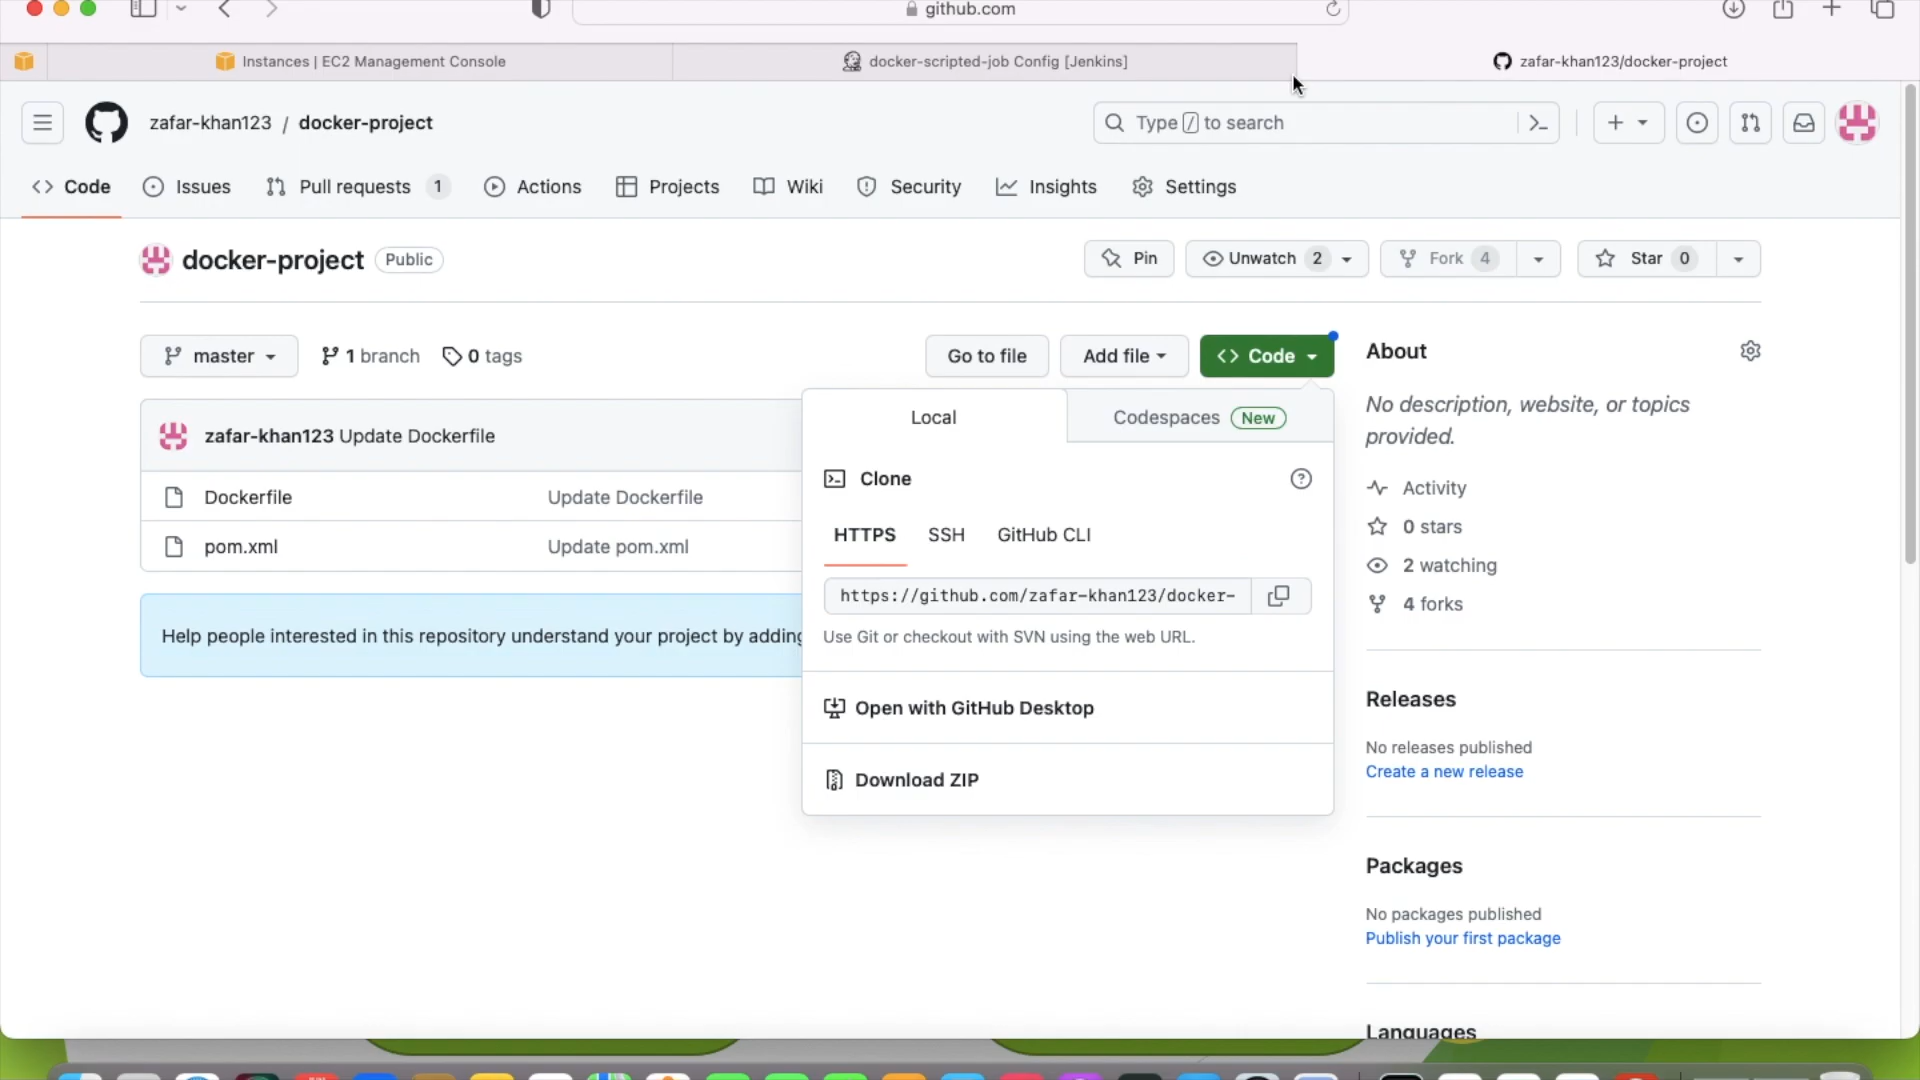 github.com
Instances | EC2 Management Console
docker-scripted-job Config [Jenkins]
zafar-khan123/docker-project
zafar-khan123 / docker-project
Type / to search
Code
Issues
Pull requests 1
Actions
Projects
Wiki
Security
Insights
Settings
docker-project Public
Pin
Unwatch 2
Fork 4
Star 0
master
1 branch
0 tags
Go to file
Add file
Code
zafar-khan123 Update Dockerfile
Dockerfile Update Dockerfile
pom.xml Update pom.xml
Help people interested in this repository understand your project by adding
Local
Codespaces New
Clone
HTTPS
SSH
GitHub CLI
https://github.com/zafar-khan123/docker-
Use Git or checkout with SVN using the web URL.
Open with GitHub Desktop
Download ZIP
About
No description, website, or topics
provided.
Activity
0 stars
2 watching
4 forks
Releases
No releases published
Create a new release
Packages
No packages published
Publish your first package
Languages